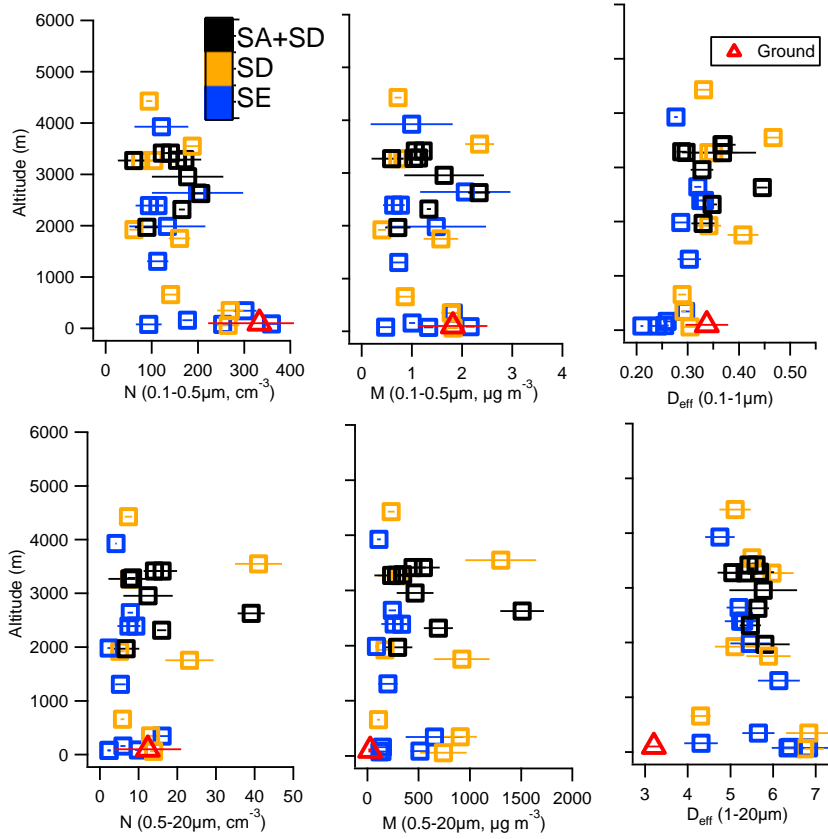 6000
5000
4000
3000
2000
1000
0
Altitude (m)
SA+SD
SD
SE
Ground
0 100 200 300 400
N (0.1-0.5µm, cm⁻³)
0 1 2 3 4
M (0.1-0.5µm, µg m⁻³)
0.20 0.30 0.40 0.50
D_eff (0.1-1µm)
6000
5000
4000
3000
2000
1000
0
Altitude (m)
0 10 20 30 40 50
N (0.5-20µm, cm⁻³)
0 500 1000 1500 2000
M (0.5-20µm, µg m⁻³)
3 4 5 6 7
D_eff (1-20µm)